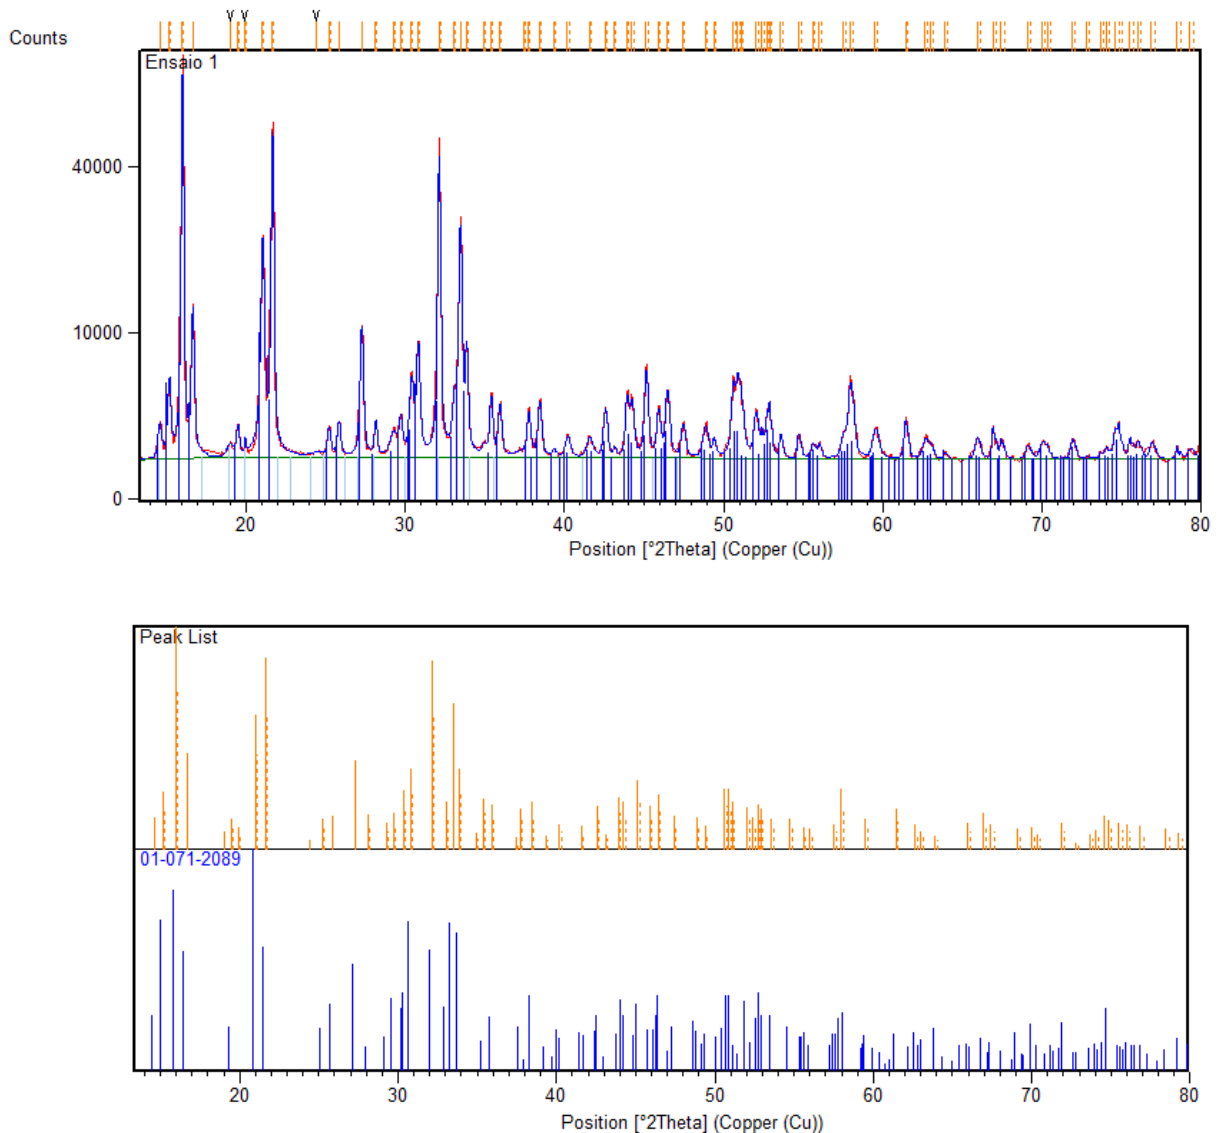 Counts
Ensaio 1
40000
10000
0
20 30 40 50 60 70 80
Position [°2Theta] (Copper (Cu))
Peak List
01-071-2089
20 30 40 50 60 70 80
Position [°2Theta] (Copper (Cu))